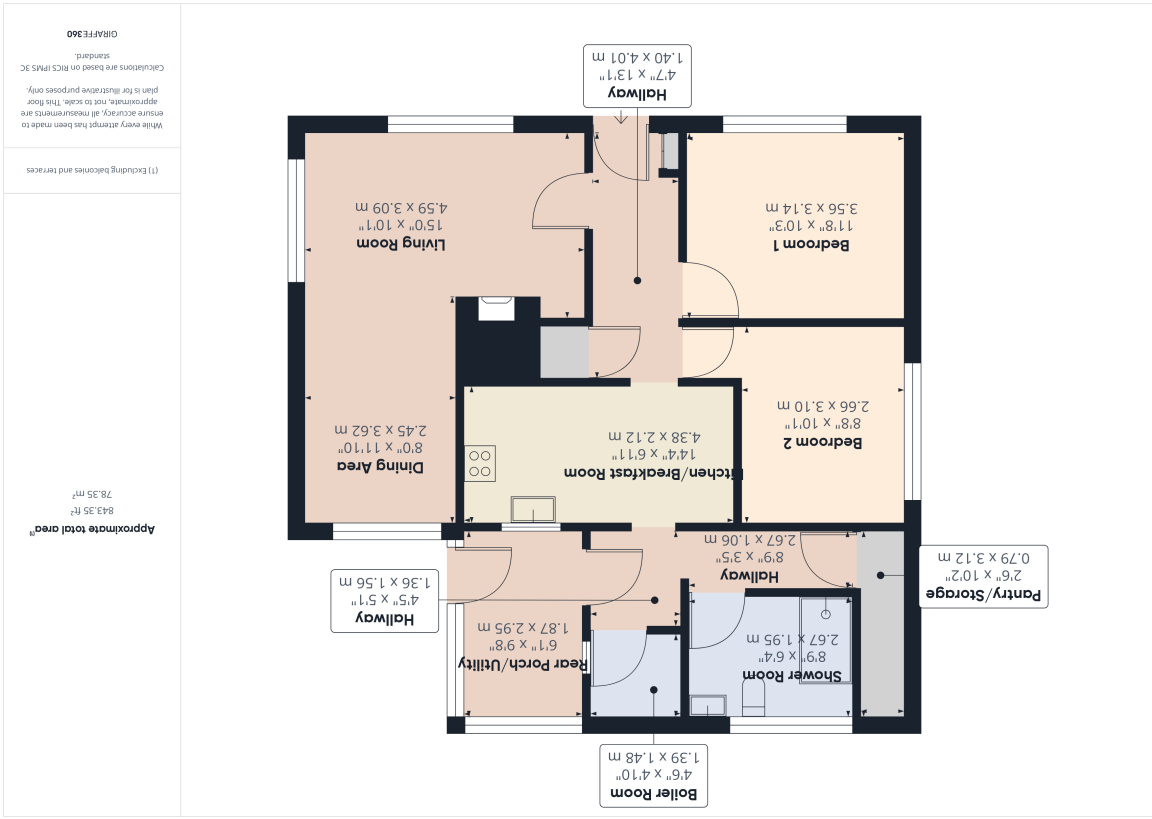 Boiler Room
4'6" x 4'10"
1.39 x 1.48 m
Shower Room
8'9" x 6'4"
2.67 x 1.95 m
Rear Porch/Utility
6'1" x 9'8"
1.87 x 2.95 m
Hallway
4'5" x 5'1"
1.36 x 1.56 m
Pantry/Storage
2'6" x 10'2"
0.79 x 3.12 m
Hallway
8'9" x 3'5"
2.67 x 1.06 m
Kitchen/Breakfast Room
14'4" x 6'11"
4.38 x 2.12 m
Dining Area
8'0" x 11'10"
2.45 x 3.62 m
Bedroom 2
8'8" x 10'1"
2.66 x 3.10 m
Bedroom 1
11'8" x 10'3"
3.56 x 3.14 m
Living Room
15'0" x 10'1"
4.59 x 3.09 m
Hallway
4'7" x 13'1"
1.40 x 4.01 m
Approximate total area(1)
843.35 ft²
78.35 m²
(1) Excluding balconies and terraces
While every attempt has been made to
ensure accuracy, all measurements are
approximate, not to scale. This floor
plan is for illustrative purposes only.
Calculations are based on RICS IPMS 3C
standard.
GIRAFFE360